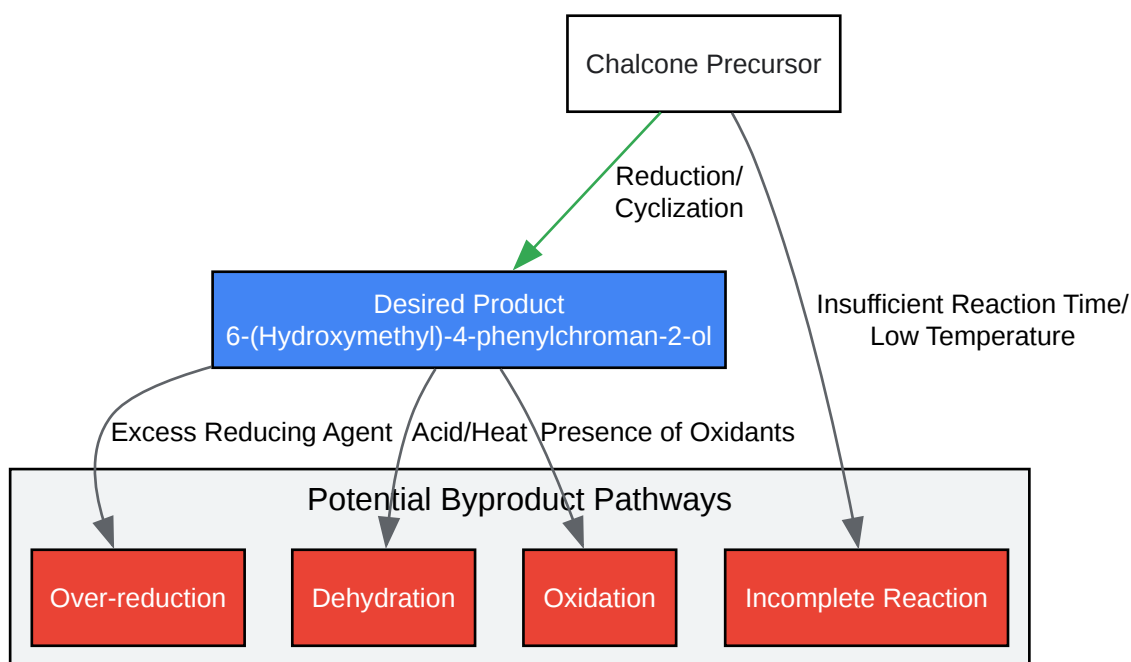 Chalcone Precursor
Reduction/
Cyclization
Desired Product
6-(Hydroxymethyl)-4-phenylchroman-2-ol
Insufficient Reaction Time/
Low Temperature
Excess Reducing Agent
Acid/Heat
Presence of Oxidants
Potential Byproduct Pathways
Over-reduction
Dehydration
Oxidation
Incomplete Reaction